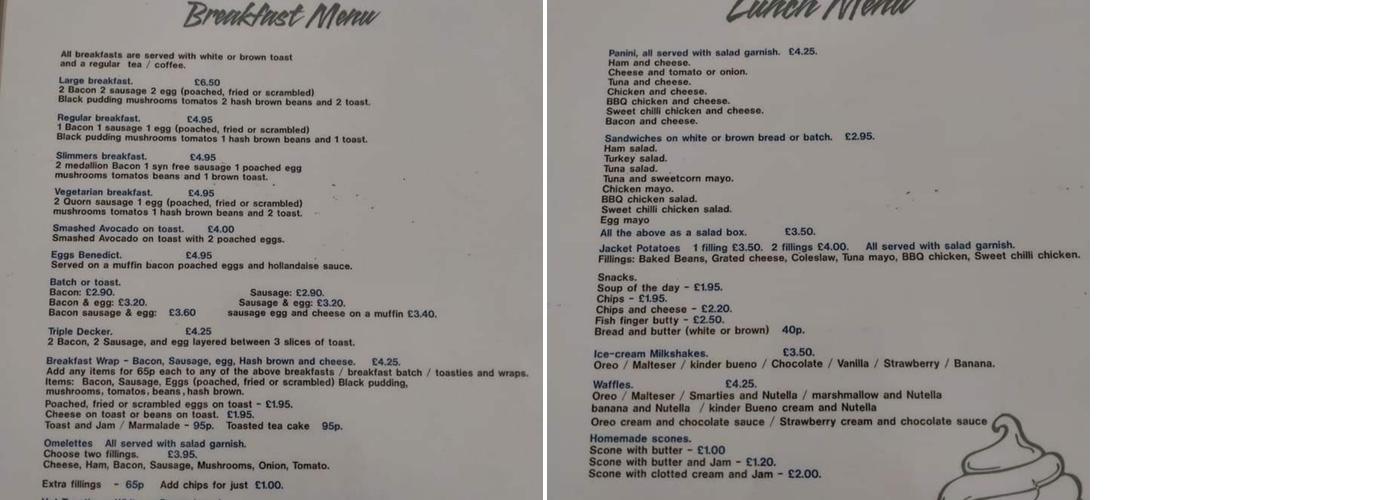 Breakfast Menu
All breakfasts are served with white or brown toast
and a regular tea / coffee.
Large breakfast. £6.50
2 Bacon 2 sausage 2 egg (poached, fried or scrambled)
Black pudding mushrooms tomatos 2 hash brown beans and 2 toast.
Regular breakfast. £4.95
1 Bacon 1 sausage 1 egg (poached, fried or scrambled)
Black pudding mushrooms tomatos 1 hash brown beans and 1 toast.
Slimmers breakfast. £4.95
2 medallion Bacon 1 syn free sausage 1 poached egg
mushrooms tomatos beans and 1 brown toast.
Vegetarian breakfast. £4.95
2 Quorn sausage 1 egg (poached, fried or scrambled)
mushrooms tomatos 1 hash brown beans and 2 toast.
Smashed Avocado on toast. £4.00
Smashed Avocado on toast with 2 poached eggs.
Eggs Benedict. £4.95
Served on a muffin bacon poached eggs and hollandaise sauce.
Batch or toast.
Bacon: £2.90. Sausage: £2.90.
Bacon & egg: £3.20. Sausage & egg: £3.20.
Bacon sausage & egg: £3.60 sausage egg and cheese on a muffin £3.40.
Triple Decker. £4.25
2 Bacon, 2 Sausage, and egg layered between 3 slices of toast.
Breakfast Wrap - Bacon, Sausage, egg, Hash brown and cheese. £4.25.
Add any items for 65p each to any of the above breakfasts / breakfast batch / toasties and wraps.
Items: Bacon, Sausage, Eggs (poached, fried or scrambled) Black pudding,
mushrooms, tomatos, beans, hash brown.
Poached, fried or scrambled eggs on toast - £1.95.
Cheese on toast or beans on toast. £1.95.
Toast and Jam / Marmalade - 95p. Toasted tea cake 95p.
Omelettes All served with salad garnish.
Choose two fillings. £3.95.
Cheese, Ham, Bacon, Sausage, Mushrooms, Onion, Tomato.
Extra fillings - 65p Add chips for just £1.00.
Lunch Menu
Panini, all served with salad garnish. £4.25.
Ham and cheese.
Cheese and tomato or onion.
Tuna and cheese.
Chicken and cheese.
BBQ chicken and cheese.
Sweet chilli chicken and cheese.
Bacon and cheese.
Sandwiches on white or brown bread or batch. £2.95.
Ham salad.
Turkey salad.
Tuna salad.
Tuna and sweetcorn mayo.
Chicken mayo.
BBQ chicken salad.
Sweet chilli chicken salad.
Egg mayo
All the above as a salad box. £3.50.
Jacket Potatoes 1 filling £3.50. 2 fillings £4.00. All served with salad garnish.
Fillings: Baked Beans, Grated cheese, Coleslaw, Tuna mayo, BBQ chicken, Sweet chilli chicken.
Snacks.
Soup of the day - £1.95.
Chips - £1.95.
Chips and cheese - £2.20.
Fish finger butty - £2.50.
Bread and butter (white or brown) 40p.
Ice-cream Milkshakes. £3.50.
Oreo / Malteser / kinder bueno / Chocolate / Vanilla / Strawberry / Banana.
Waffles. £4.25.
Oreo / Malteser / Smarties and Nutella / marshmallow and Nutella
banana and Nutella / kinder Bueno cream and Nutella
Oreo cream and chocolate sauce / Strawberry cream and chocolate sauce
Homemade scones.
Scone with butter - £1.00
Scone with butter and Jam - £1.20.
Scone with clotted cream and Jam - £2.00.